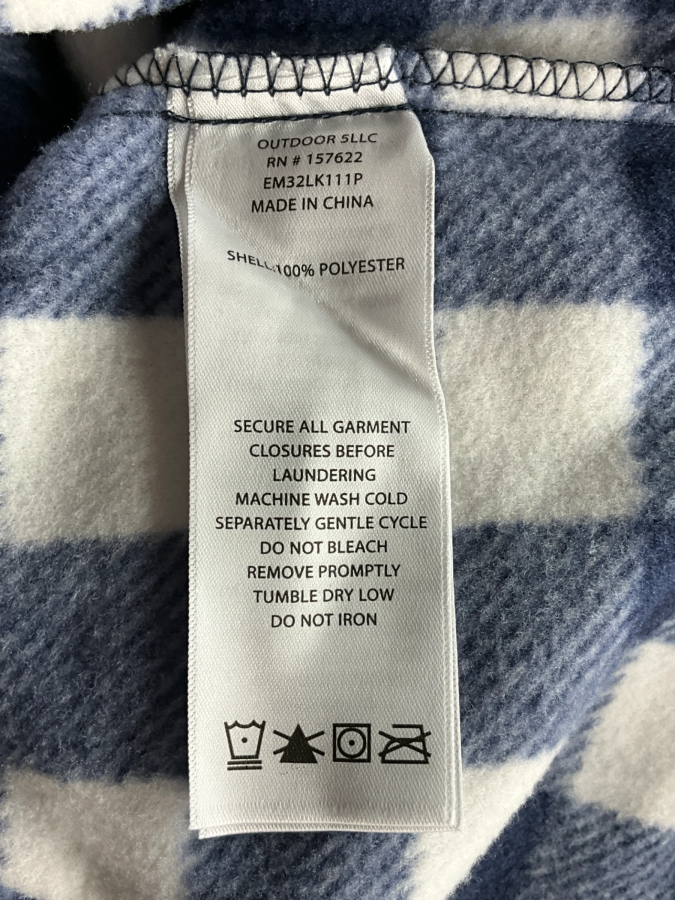 OUTDOOR 5LLC
RN # 157622
EM32LK111P
MADE IN CHINA
SHELL:100% POLYESTER
SECURE ALL GARMENT
CLOSURES BEFORE
LAUNDERING
MACHINE WASH COLD
SEPARATELY GENTLE CYCLE
DO NOT BLEACH
REMOVE PROMPTLY
TUMBLE DRY LOW
DO NOT IRON